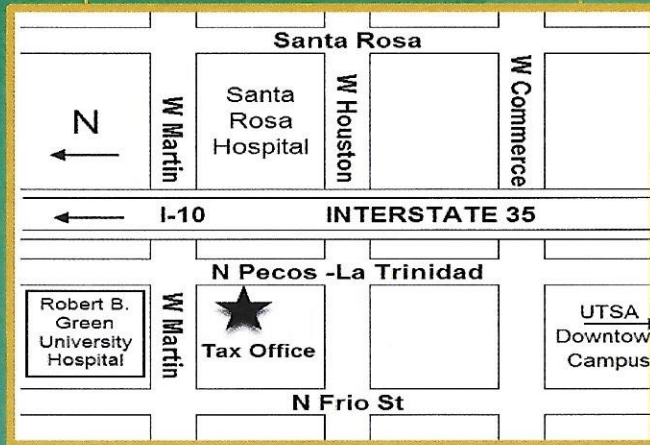 Santa Rosa
N
W Martin
Santa
Rosa
Hospital
W Houston
W Commerce
I-10
INTERSTATE 35
N Pecos -La Trinidad
Robert B.
Green
University
Hospital
W Martin
Tax Office
UTSA
Downtow
Campus
N Frio St